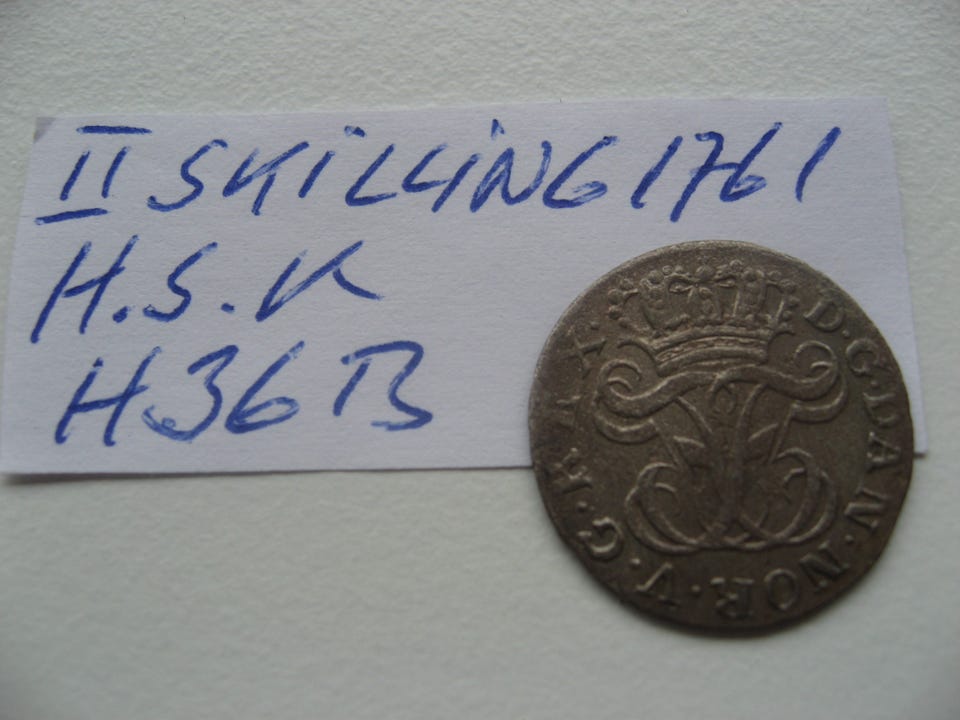 II SKILLING 1761
H.S.K
H36B
D.G.DAN.NOR.V.G.REX.